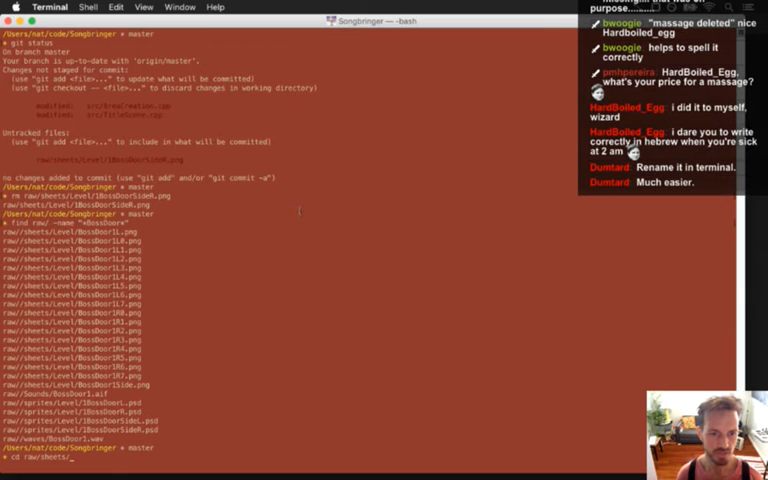 Terminal Shell Edit View Window Help
Songbringer — -bash
/Users/nat/code/Songbringer • master
• git status
On branch master
Your branch is up-to-date with 'origin/master'.
Changes not staged for commit:
(use "git add <file>..." to update what will be committed)
(use "git checkout -- <file>..." to discard changes in working directory)
modified: src/AreaCreation.cpp
modified: src/TitleScene.cpp
Untracked files:
(use "git add <file>..." to include in what will be committed)
raw/sheets/Level/1BossDoorSideR.png
no changes added to commit (use "git add" and/or "git commit -a")
/Users/nat/code/Songbringer • master
• rm raw/sheets/Level/1BossDoorSideR.png
raw/sheets/Level/1BossDoorSideR.png
/Users/nat/code/Songbringer • master
• find raw/ -name "*BossDoor*"
raw//sheets/Level/BossDoor1L.png
raw//sheets/Level/BossDoor1L0.png
raw//sheets/Level/BossDoor1L1.png
raw//sheets/Level/BossDoor1L2.png
raw//sheets/Level/BossDoor1L3.png
raw//sheets/Level/BossDoor1L4.png
raw//sheets/Level/BossDoor1L5.png
raw//sheets/Level/BossDoor1L6.png
raw//sheets/Level/BossDoor1L7.png
raw//sheets/Level/BossDoor1R0.png
raw//sheets/Level/BossDoor1R1.png
raw//sheets/Level/BossDoor1R2.png
raw//sheets/Level/BossDoor1R3.png
raw//sheets/Level/BossDoor1R4.png
raw//sheets/Level/BossDoor1R5.png
raw//sheets/Level/BossDoor1R6.png
raw//sheets/Level/BossDoor1R7.png
raw//sheets/Level/BossDoor1Side.png
raw//Sounds/BossDoor1.aif
raw//sprites/Level/1BossDoorL.psd
raw//sprites/Level/1BossDoorR.psd
raw//sprites/Level/1BossDoorSideL.psd
raw//sprites/Level/1BossDoorSideR.psd
raw//waves/BossDoor1.wav
/Users/nat/code/Songbringer • master
• cd raw/sheets/_
purpose..........
bwoogie "massage deleted" nice
Hardboiled_egg
bwoogie helps to spell it
correctly
pmhpereira: HardBoiled_Egg,
what's your price for a massage?
HardBoiled_Egg: i did it to myself,
wizard
HardBoiled_Egg: i dare you to write
correctly in hebrew when you're sick
at 2 am
Dumtard: Rename it in terminal.
Dumtard: Much easier.